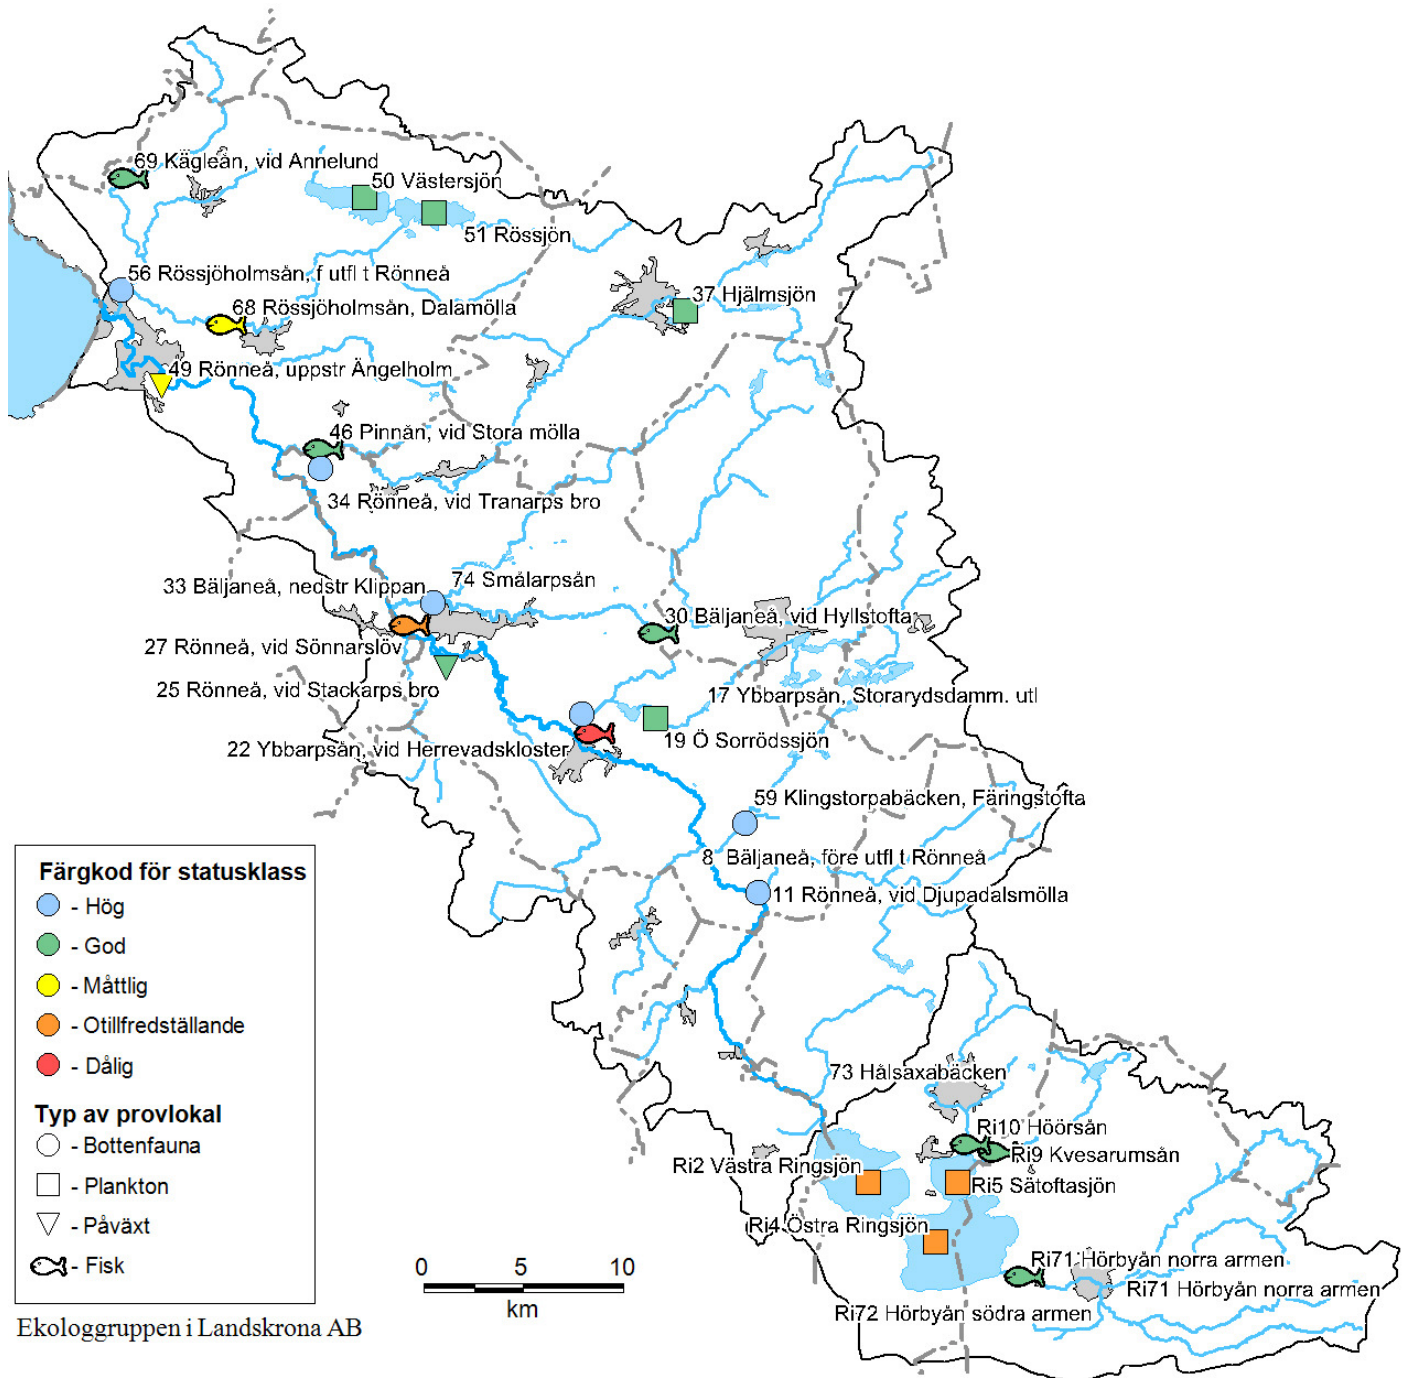 69 Kägleån, vid Annelund
50 Västersjön
51 Rössjön
56 Rössjöholmsån, f utfl t Rönneå
37 Hjälmsjön
68 Rössjöholmsån, Dalamölla
49 Rönneå, uppstr Ängelholm
46 Pinnån, vid Stora mölla
34 Rönneå, vid Tranarps bro
33 Bäljaneå, nedstr Klippan
74 Smålarpsån
30 Bäljaneå, vid Hyllstofta
27 Rönneå, vid Sönnarslöv
25 Rönneå, vid Stackarps bro
17 Ybbarpsån, Storarydsdamm. utl
19 Ö Sorrödssjön
22 Ybbarpsån, vid Herrevadskloster
59 Klingstorpabäcken, Färingstofta
8 Bäljaneå, före utfl t Rönneå
11 Rönneå, vid Djupadalsmölla
Färgkod för statusklass
- Hög
- God
- Måttlig
- Otillfredställande
- Dålig
Typ av provlokal
- Bottenfauna
- Plankton
- Påväxt
- Fisk
73 Hålsaxabäcken
Ri10 Höörsån
Ri9 Kvesarumsån
Ri2 Västra Ringsjön
Ri5 Sätoftasjön
Ri4 Östra Ringsjön
Ri71 Hörbyån norra armen
Ri71 Hörbyån norra armen
Ri72 Hörbyån södra armen
0 5 10
km
Ekologgruppen i Landskrona AB